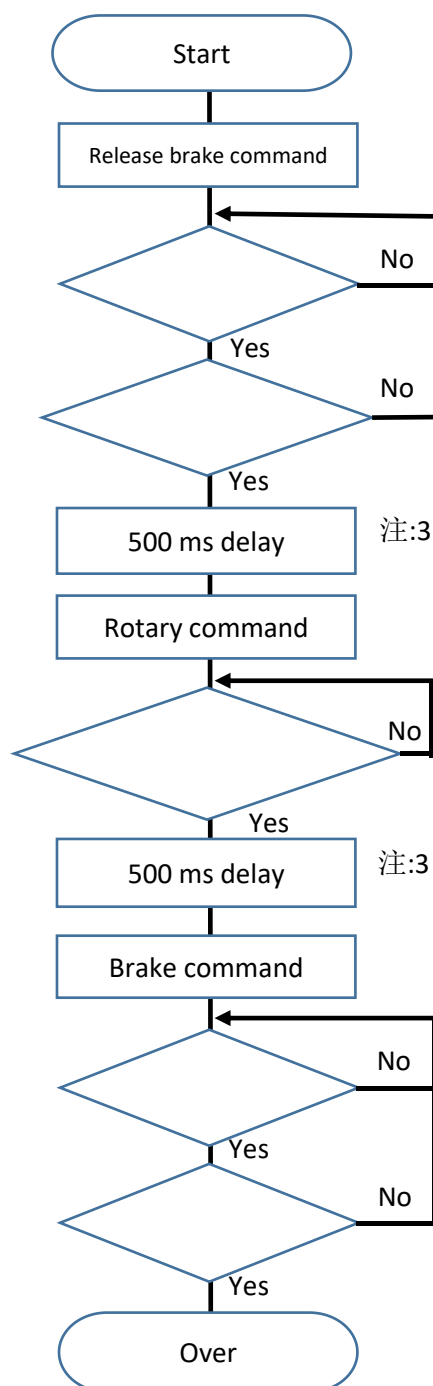 Start
Release brake command
No
Yes
No
Yes
500 ms delay
注:3
Rotary command
No
Yes
500 ms delay
注:3
Brake command
No
Yes
No
Yes
Over